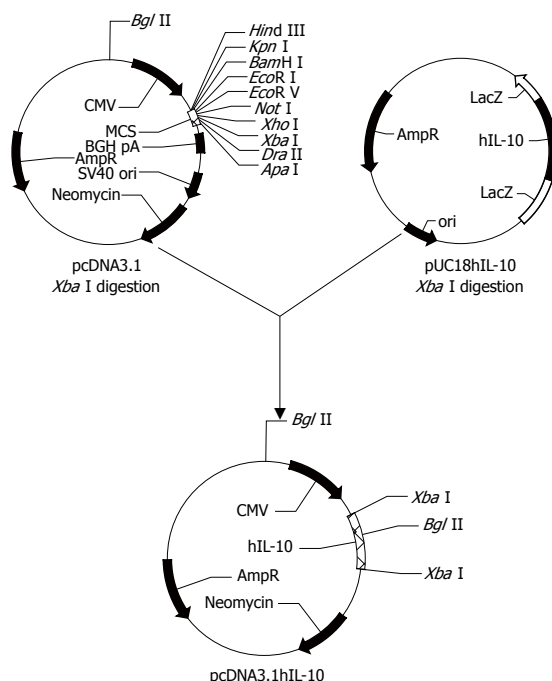 Bgl II
Hind III
Kpn I
BamH I
EcoR I
EcoR V
Not I
Xho I
Xba I
Dra II
Apa I
CMV
MCS
BGH pA
AmpR
SV40 ori
Neomycin
pcDNA3.1
Xba I digestion
LacZ
AmpR
hIL-10
LacZ
ori
pUC18hIL-10
Xba I digestion
Bgl II
CMV
Xba I
Bgl II
hIL-10
Xba I
AmpR
Neomycin
pcDNA3.1hIL-10